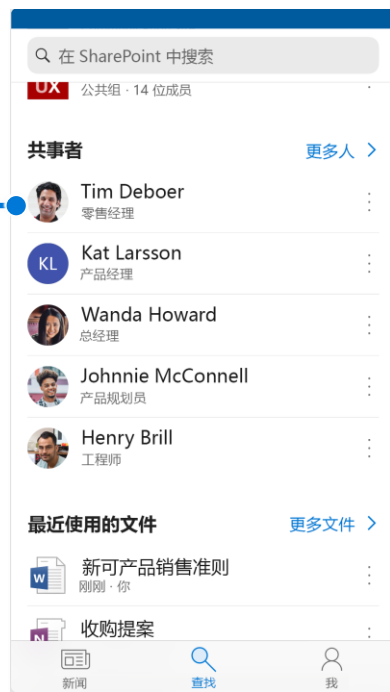 在 SharePoint 中搜索
UX
公共组 · 14 位成员
共事者
更多人
Tim Deboer
零售经理
KL
Kat Larsson
产品经理
Wanda Howard
总经理
Johnnie McConnell
产品规划员
Henry Brill
工程师
最近使用的文件
更多文件
W
新可产品销售准则
刚刚 · 你
N
收购提案
新闻
查找
我